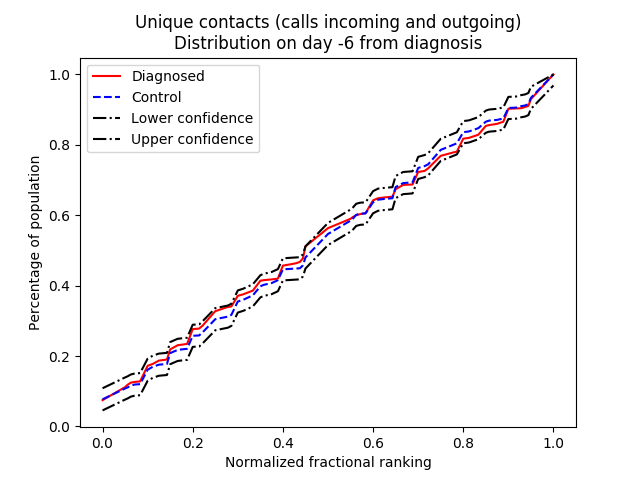 Unique contacts (calls incoming and outgoing)
Distribution on day -6 from diagnosis
Diagnosed
Control
Lower confidence
Upper confidence
Percentage of population
1.0
0.8
0.6
0.4
0.2
0.0
0.0 0.2 0.4 0.6 0.8 1.0
Normalized fractional ranking